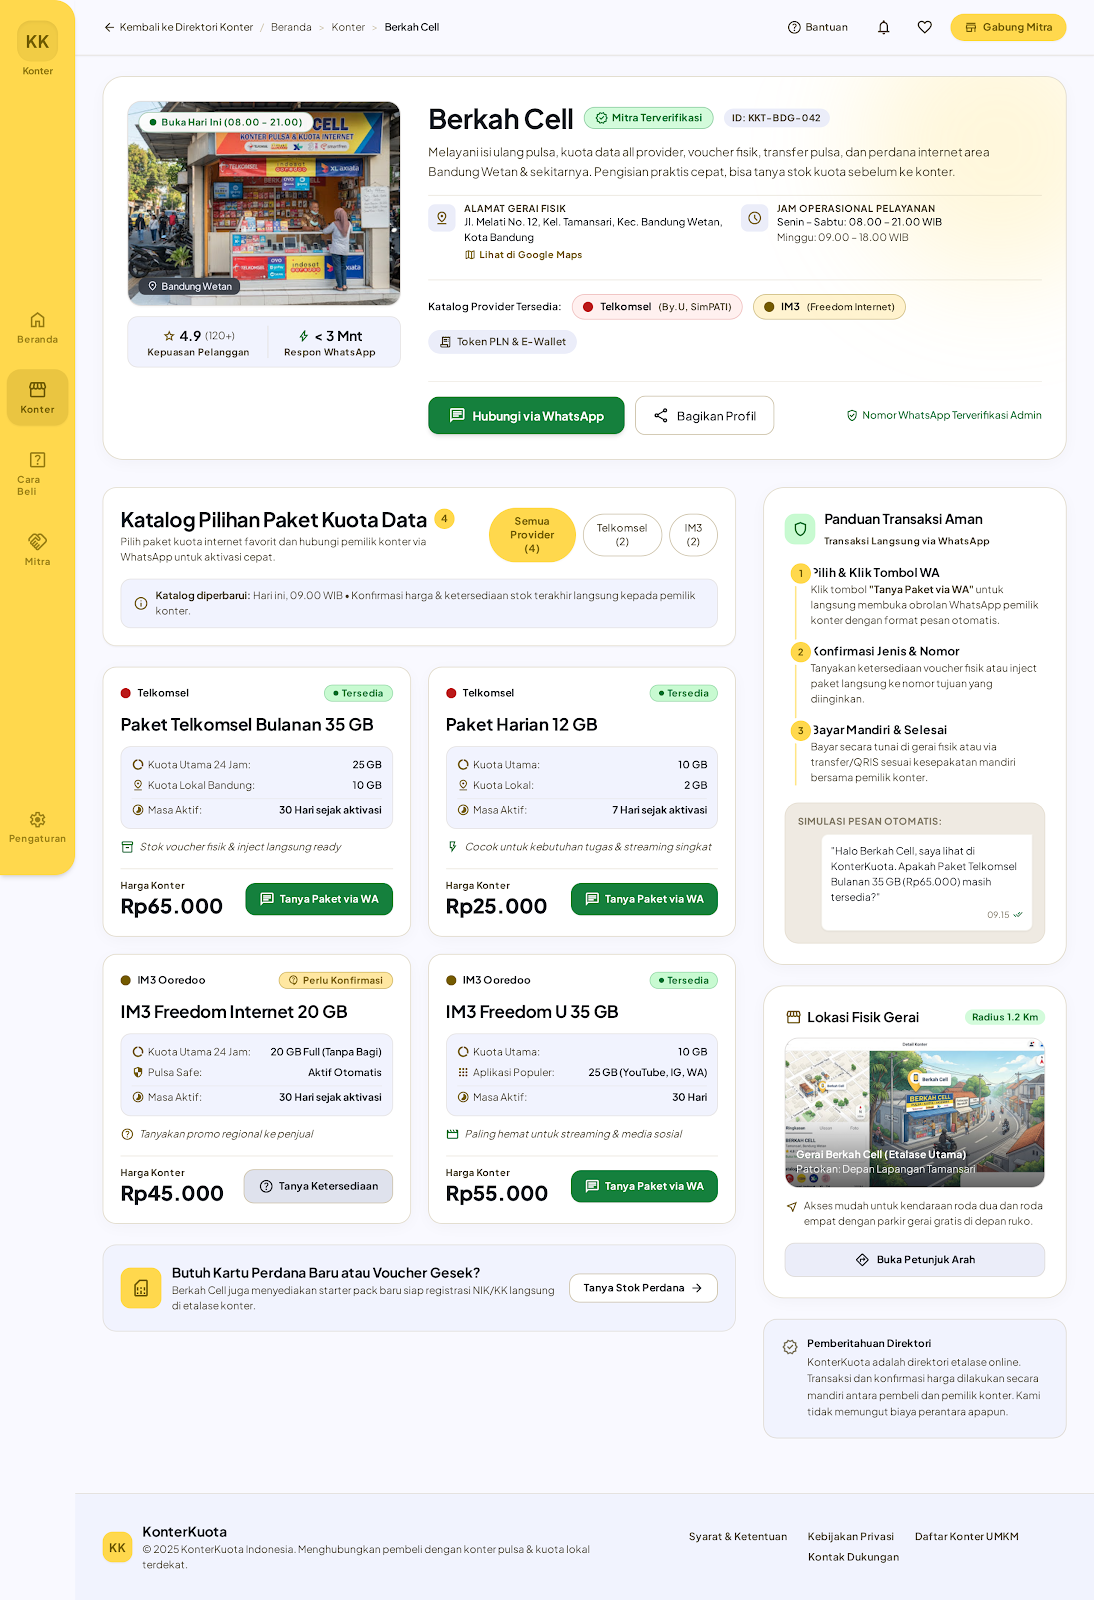 KK
Konter
Beranda
Konter
Cara
Beli
Mitra
Pengaturan
← Kembali ke Direktori Konter / Beranda > Konter > Berkah Cell
Bantuan
Gabung Mitra
Buka Hari Ini (08.00 - 21.00)
CELL
KONTER PULSA & KUOTA INTERNET
TELKOMSEL
XL axiata
OVO
TELKOMSEL
indosat
ooredoo
XL axiata
Bandung Wetan
4.9 (120+)
Kepuasan Pelanggan
< 3 Mnt
Respon WhatsApp
Berkah Cell
Mitra Terverifikasi
ID: KKT-BDG-042
Melayani isi ulang pulsa, kuota data all provider, voucher fisik, transfer pulsa, dan perdana internet area
Bandung Wetan & sekitarnya. Pengisian praktis cepat, bisa tanya stok kuota sebelum ke konter.
ALAMAT GERAI FISIK
Jl. Melati No. 12, Kel. Tamansari, Kec. Bandung Wetan,
Kota Bandung
Lihat di Google Maps
JAM OPERASIONAL PELAYANAN
Senin – Sabtu: 08.00 – 21.00 WIB
Minggu: 09.00 – 18.00 WIB
Katalog Provider Tersedia:
Telkomsel (By.U, SimPATI)
IM3 (Freedom Internet)
Token PLN & E-Wallet
Hubungi via WhatsApp
Bagikan Profil
Nomor WhatsApp Terverifikasi Admin
Katalog Pilihan Paket Kuota Data 4
Pilih paket kuota internet favorit dan hubungi pemilik konter via
WhatsApp untuk aktivasi cepat.
Semua
Provider
(4)
Telkomsel
(2)
IM3
(2)
Katalog diperbarui: Hari ini, 09.00 WIB • Konfirmasi harga & ketersediaan stok terakhir langsung kepada pemilik
konter.
Telkomsel
Tersedia
Paket Telkomsel Bulanan 35 GB
Kuota Utama 24 Jam: 25 GB
Kuota Lokal Bandung: 10 GB
Masa Aktif: 30 Hari sejak aktivasi
Stok voucher fisik & inject langsung ready
Harga Konter
Rp65.000
Tanya Paket via WA
Telkomsel
Tersedia
Paket Harian 12 GB
Kuota Utama: 10 GB
Kuota Lokal: 2 GB
Masa Aktif: 7 Hari sejak aktivasi
Cocok untuk kebutuhan tugas & streaming singkat
Harga Konter
Rp25.000
Tanya Paket via WA
IM3 Ooredoo
Perlu Konfirmasi
IM3 Freedom Internet 20 GB
Kuota Utama 24 Jam: 20 GB Full (Tanpa Bagi)
Pulsa Safe: Aktif Otomatis
Masa Aktif: 30 Hari sejak aktivasi
Tanyakan promo regional ke penjual
Harga Konter
Rp45.000
Tanya Ketersediaan
IM3 Ooredoo
Tersedia
IM3 Freedom U 35 GB
Kuota Utama: 10 GB
Aplikasi Populer: 25 GB (YouTube, IG, WA)
Masa Aktif: 30 Hari
Paling hemat untuk streaming & media sosial
Harga Konter
Rp55.000
Tanya Paket via WA
Butuh Kartu Perdana Baru atau Voucher Gesek?
Berkah Cell juga menyediakan starter pack baru siap registrasi NIK/KK langsung
di etalase konter.
Tanya Stok Perdana →
Panduan Transaksi Aman
Transaksi Langsung via WhatsApp
1 Pilih & Klik Tombol WA
Klik tombol "Tanya Paket via WA" untuk
langsung membuka obrolan WhatsApp pemilik
konter dengan format pesan otomatis.
2 Konfirmasi Jenis & Nomor
Tanyakan ketersediaan voucher fisik atau inject
paket langsung ke nomor tujuan yang
diinginkan.
3 Bayar Mandiri & Selesai
Bayar secara tunai di gerai fisik atau via
transfer/QRIS sesuai kesepakatan mandiri
bersama pemilik konter.
SIMULASI PESAN OTOMATIS:
"Halo Berkah Cell, saya lihat di
KonterKuota. Apakah Paket Telkomsel
Bulanan 35 GB (Rp65.000) masih
tersedia?"
09.15
Lokasi Fisik Gerai
Radius 1.2 Km
Detail Konter
Berkah Cell
Berkah Cell
BERKAH CELL
Ringkasan
BERKAH CELL
Gerai Berkah Cell (Etalase Utama)
Patokan: Depan Lapangan Tamansari
Akses mudah untuk kendaraan roda dua dan roda
empat dengan parkir gerai gratis di depan ruko.
Buka Petunjuk Arah
Pemberitahuan Direktori
KonterKuota adalah direktori etalase online.
Transaksi dan konfirmasi harga dilakukan secara
mandiri antara pembeli dan pemilik konter. Kami
tidak memungut biaya perantara apapun.
KK
KonterKuota
© 2025 KonterKuota Indonesia. Menghubungkan pembeli dengan konter pulsa & kuota lokal
terdekat.
Syarat & Ketentuan
Kebijakan Privasi
Daftar Konter UMKM
Kontak Dukungan